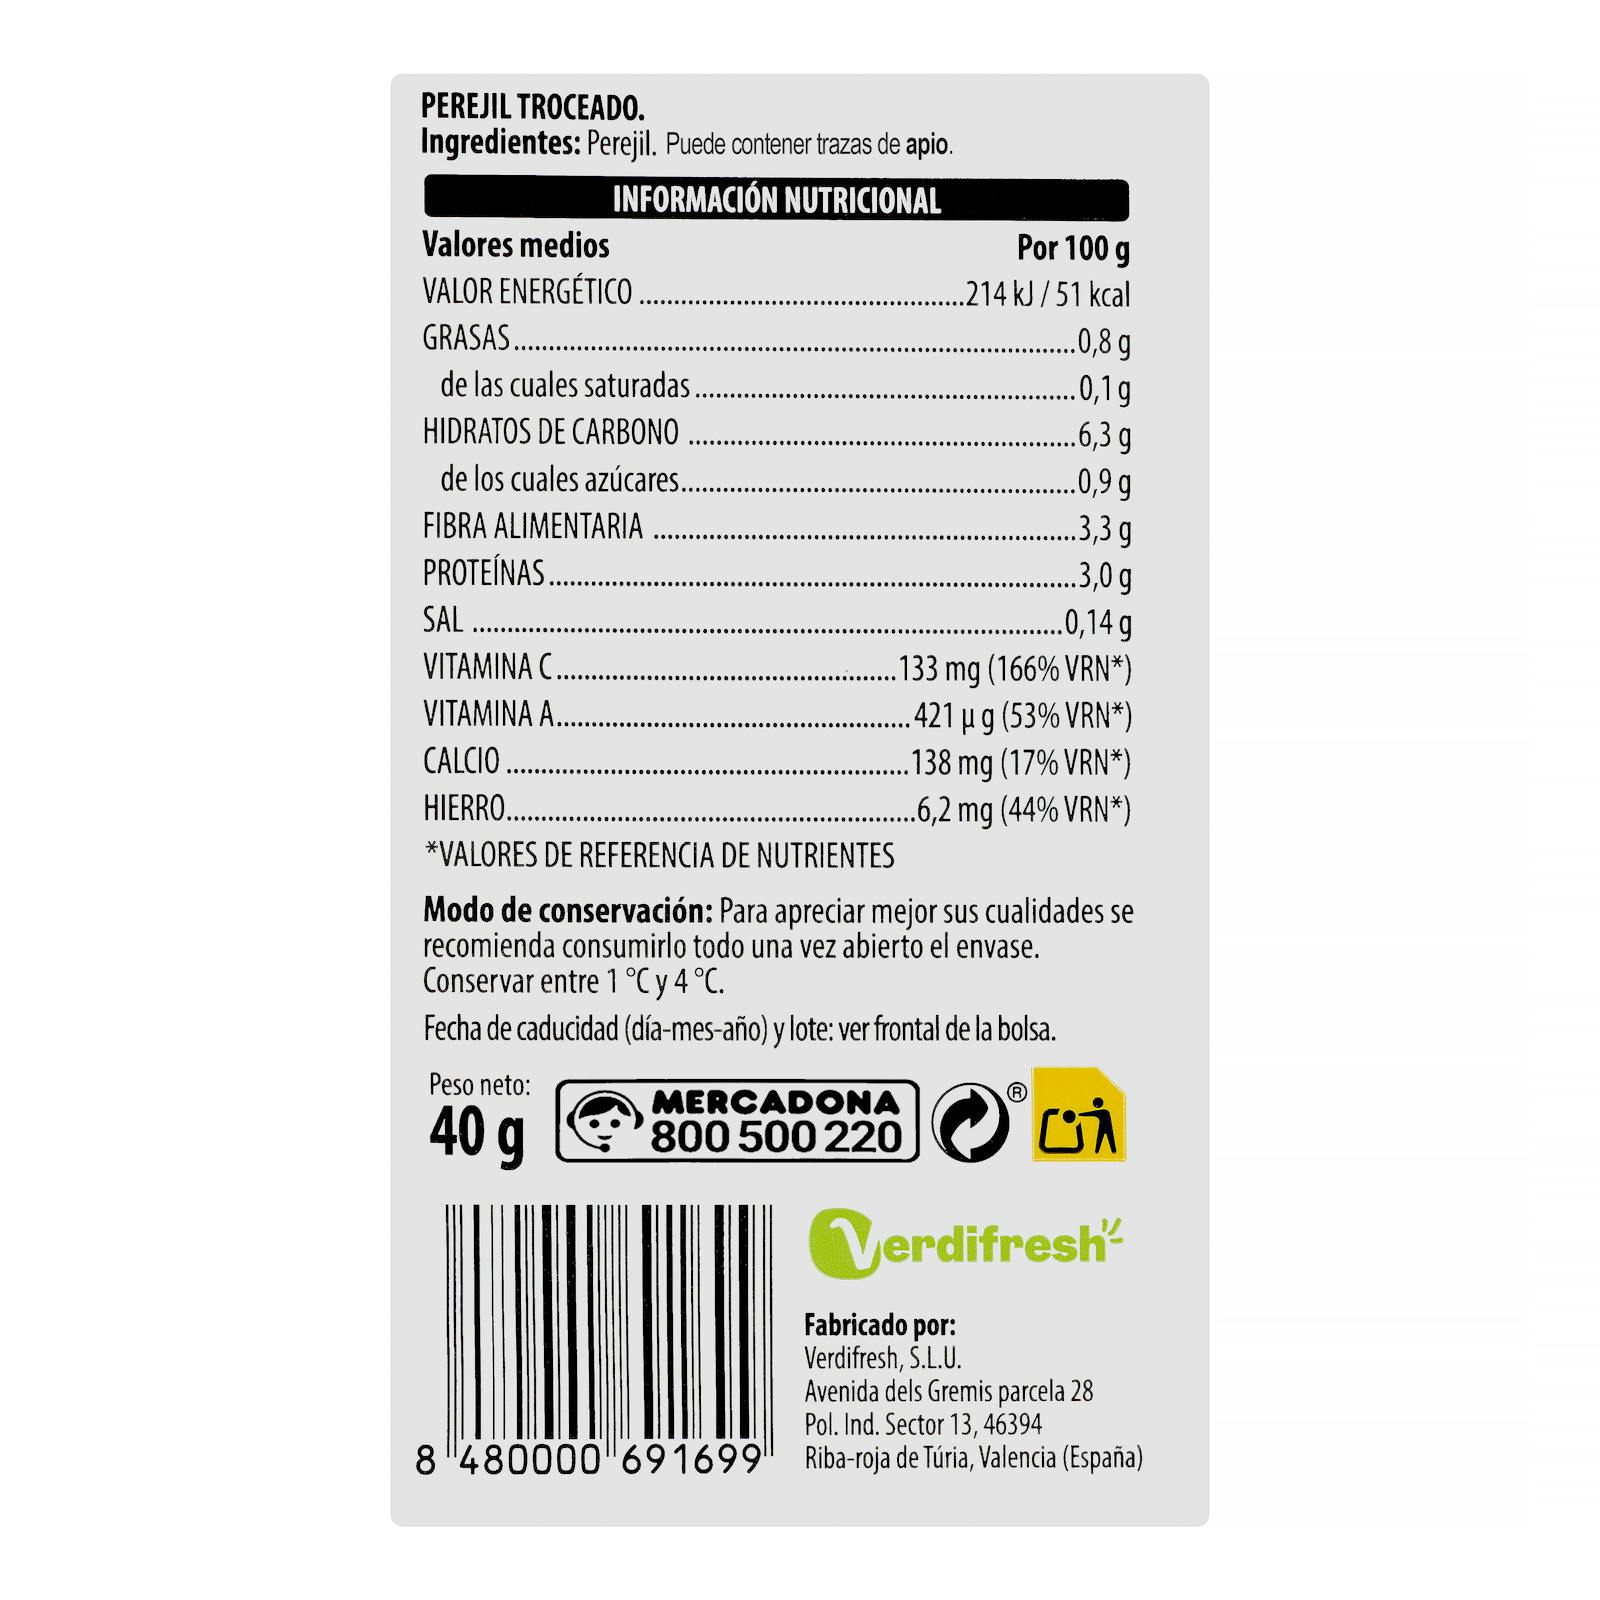 PEREJIL TROCEADO.
Ingredientes: Perejil. Puede contener trazas de apio.
INFORMACIÓN NUTRICIONAL
Valores medios Por 100 g
VALOR ENERGÉTICO ........ 214 kJ / 51 kcal
GRASAS ........ 0,8 g
de las cuales saturadas ........ 0,1 g
HIDRATOS DE CARBONO ........ 6,3 g
de los cuales azúcares ........ 0,9 g
FIBRA ALIMENTARIA ........ 3,3 g
PROTEÍNAS ........ 3,0 g
SAL ........ 0,14 g
VITAMINA C ........ 133 mg (166% VRN*)
VITAMINA A ........ 421 µ g (53% VRN*)
CALCIO ........ 138 mg (17% VRN*)
HIERRO ........ 6,2 mg (44% VRN*)
*VALORES DE REFERENCIA DE NUTRIENTES
Modo de conservación: Para apreciar mejor sus cualidades se
recomienda consumirlo todo una vez abierto el envase.
Conservar entre 1 °C y 4 °C.
Fecha de caducidad (día-mes-año) y lote: ver frontal de la bolsa.
Peso neto:
40 g
MERCADONA
800 500 220
®
8 480000 691699
Verdifresh
Fabricado por:
Verdifresh, S.L.U.
Avenida dels Gremis parcela 28
Pol. Ind. Sector 13, 46394
Riba-roja de Túria, Valencia (España)